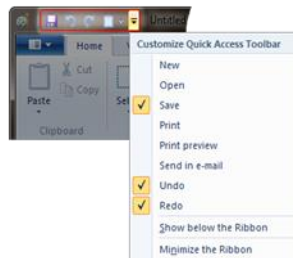 Untitled
Home
Customize Quick Access Toolbar
Cut
Copy
Paste
Clipboard
New
Open
Save
Print
Print preview
Send in e-mail
Undo
Redo
Show below the Ribbon
Minimize the Ribbon